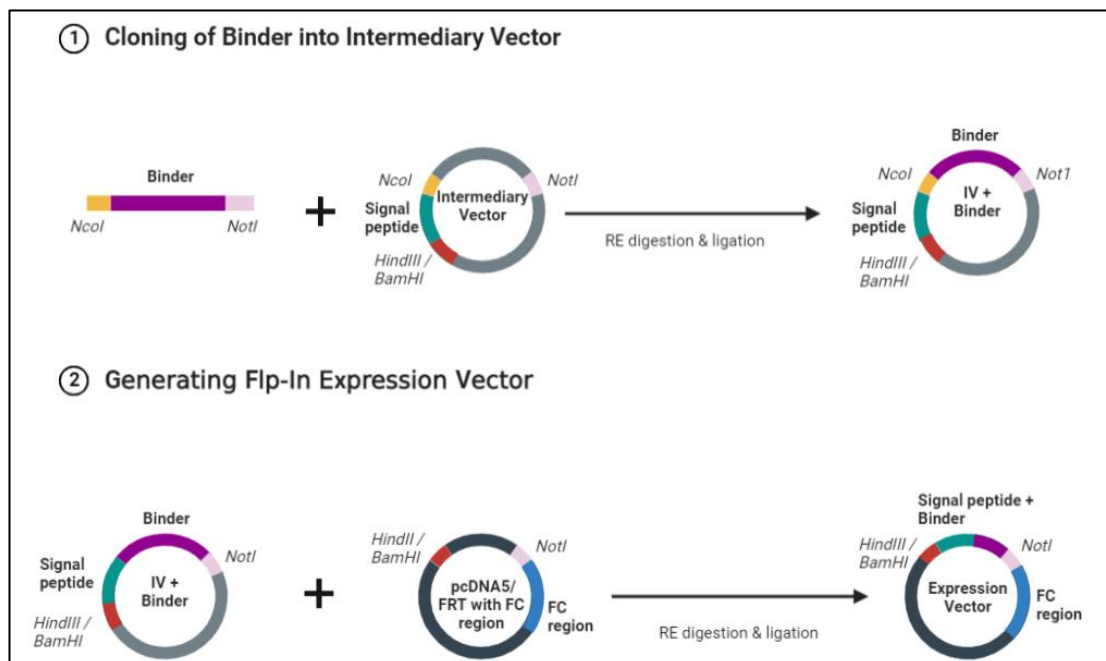 1 Cloning of Binder into Intermediary Vector
Binder
NcoI
NotI
+
NcoI
Signal
peptide
HindIII /
BamHI
Intermediary
Vector
NotI
RE digestion & ligation
Binder
NcoI
Not1
Signal
peptide
IV +
Binder
HindIII /
BamHI
2 Generating Flp-In Expression Vector
Binder
Signal
peptide
NotI
IV +
Binder
HindIII /
BamHI
+
HindII /
BamHI
NotI
pcDNA5/
FRT with FC
region
FC
region
RE digestion & ligation
Signal peptide +
Binder
HindIII /
BamHI
NotI
Expression
Vector
FC
region